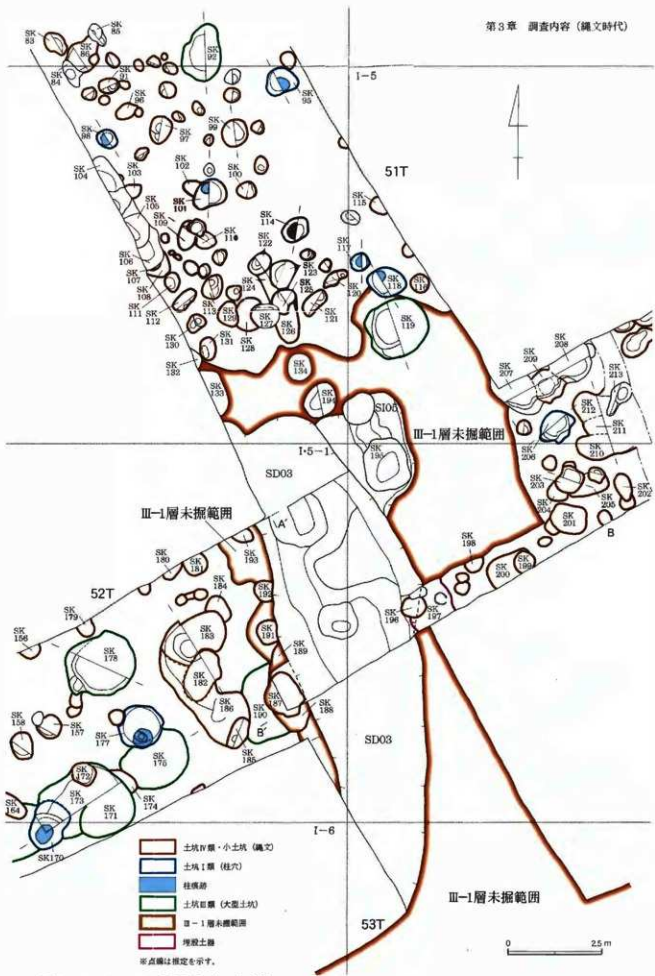 第3章 調査内容（縄文時代）
SK 83
SK 85
SK 86
SK 84
SK 91
SK 92
I-5
SK 95
SK 96
SK 97
SK 98
SK 99
SK 100
SK 102
SK 101
SK 103
SK 104
SK 105
51T
SK 106
SK 107
SK 108
SK 109
SK 110
SK 111
SK 112
SK 113
SK 114
SK 115
SK 116
SK 117
SK 118
SK 119
SK 120
SK 121
SK 122
SK 123
SK 124
SK 125
SK 126
SK 127
SK 128
SK 129
SK 130
SK 131
SK 132
SK 133
SK 134
SK 194
SI05
SK 195
Ⅲ-1層未掘範囲
I-5-1
SD03
SK 207
SK 209
SK 208
SK 213
SK 212
SK 211
SK 210
SK 206
SK 203
SK 204
SK 205
SK 202
SK 201
B
SK 198
SK 200
SK 199
SK 196
SK 197
Ⅲ-1層未掘範囲
A'
SK 193
SK 180
SK 181
SK 192
SK 184
52T
SK 179
SK 156
SK 178
SK 183
SK 191
SK 189
SK 182
SK 186
SK 190
SK 187
SK 188
B'
SK 185
SK 158
SK 157
SK 177
SK 175
SD03
SK 172
SK 173
SK 174
SK 171
SK 164
SK170
I-6
土坑Ⅳ類・小土坑（縄文）
土坑Ⅰ類（柱穴）
柱痕跡
土坑Ⅲ類（大型土坑）
Ⅲ-1層未掘範囲
埋設土器
※点線は推定を示す。
Ⅲ-1層未掘範囲
53T
0 2.5m